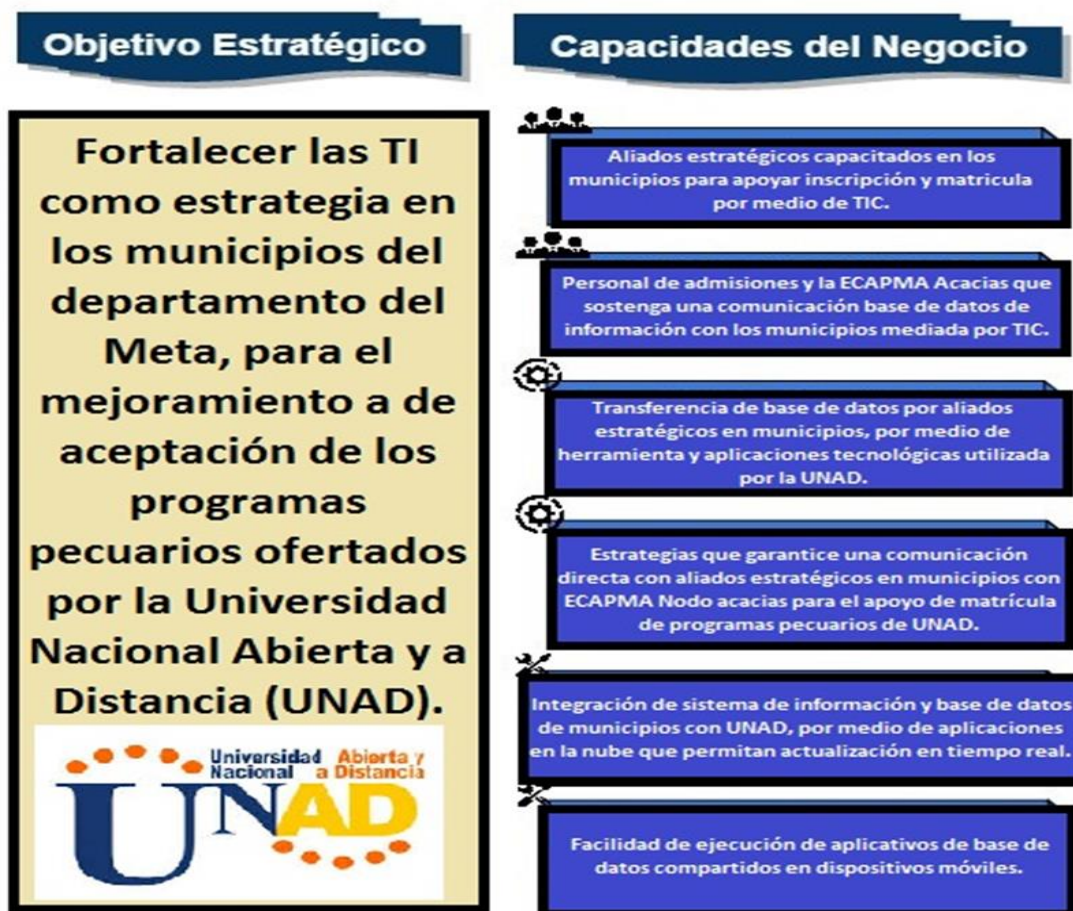 Objetivo Estratégico
Fortalecer las TI
como estrategia en
los municipios del
departamento del
Meta, para el
mejoramiento a de
aceptación de los
programas
pecuarios ofertados
por la Universidad
Nacional Abierta y a
Distancia (UNAD).
Universidad Abierta y
Nacional a Distancia
UNAD
Capacidades del Negocio
Aliados estratégicos capacitados en los
municipios para apoyar inscripción y matricula
por medio de TIC.
Personal de admisiones y la ECAPMA Acacias que
sostenga una comunicación base de datos de
información con los municipios mediada por TIC.
Transferencia de base de datos por aliados
estratégicos en municipios, por medio de
herramienta y aplicaciones tecnológicas utilizada
por la UNAD.
Estrategias que garantice una comunicación
directa con aliados estratégicos en municipios con
ECAPMA Nodo acacias para el apoyo de matrícula
de programas pecuarios de UNAD.
Integración de sistema de información y base de datos
de municipios con UNAD, por medio de aplicaciones
en la nube que permitan actualización en tiempo real.
Facilidad de ejecución de aplicativos de base de
datos compartidos en dispositivos móviles.